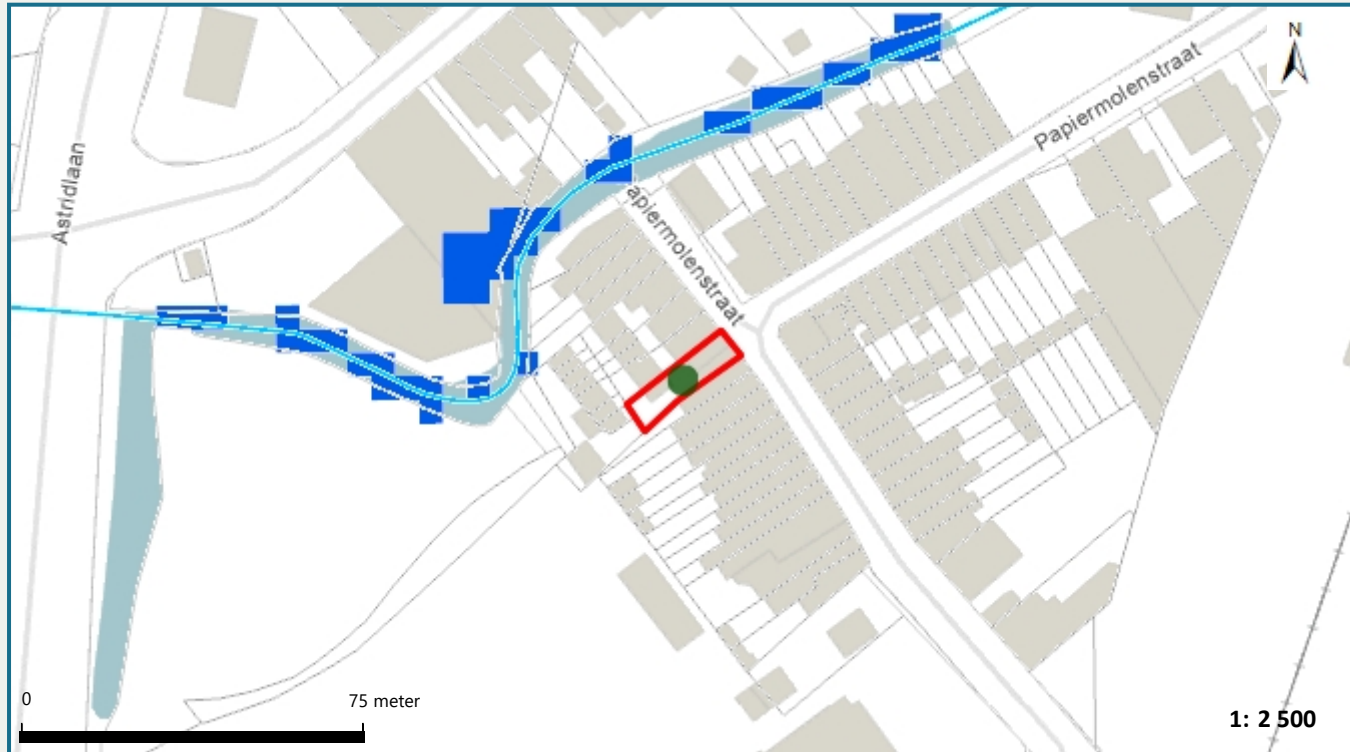 N
Papiermolenstraat
Astridlaan
apiermolenstraat
0
75 meter
1: 2 500